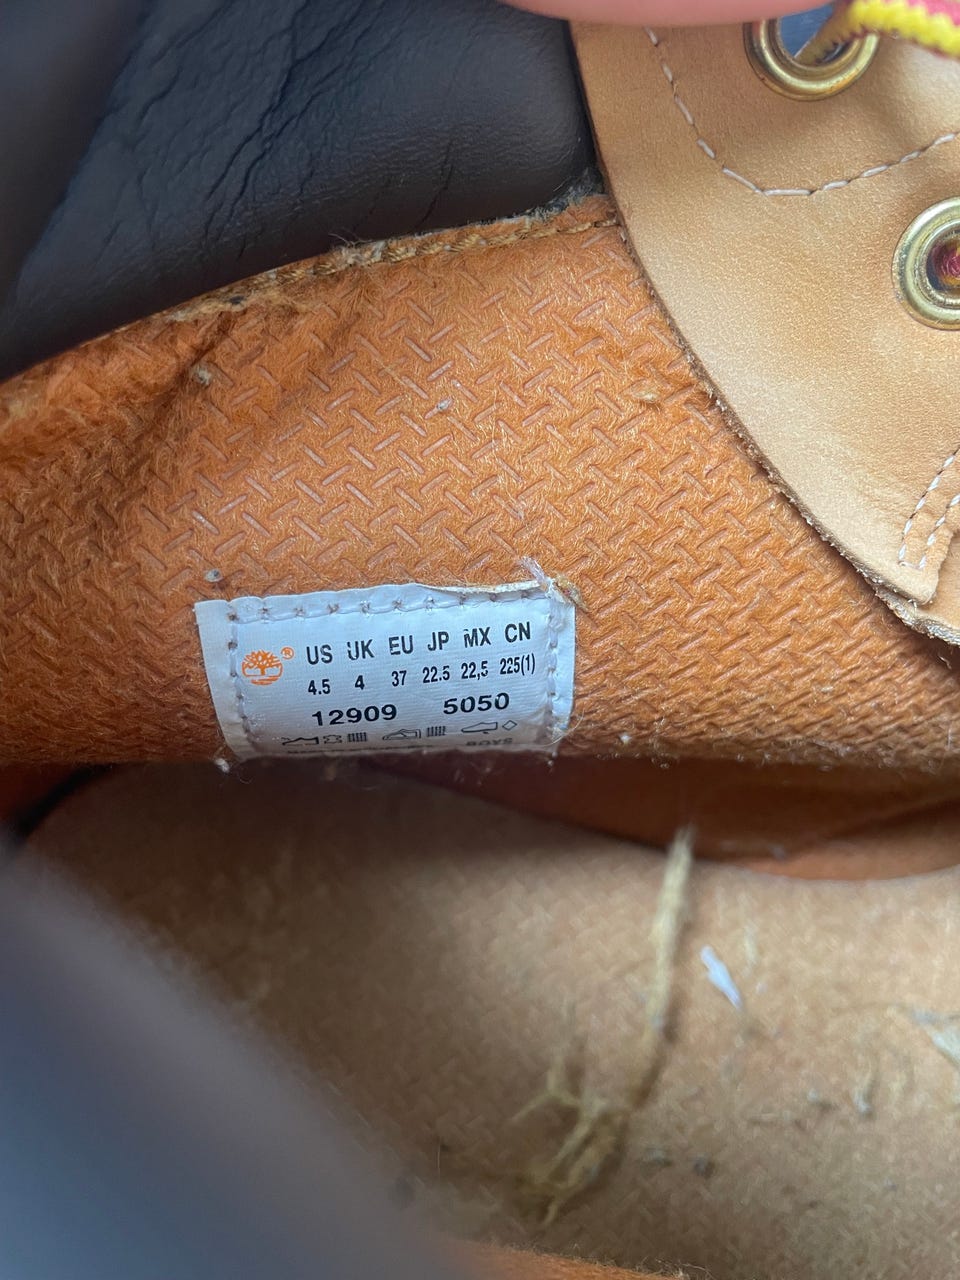 ® US UK EU JP MX CN
4.5 4 37 22.5 22,5 225(1)
12909 5050
BOYS